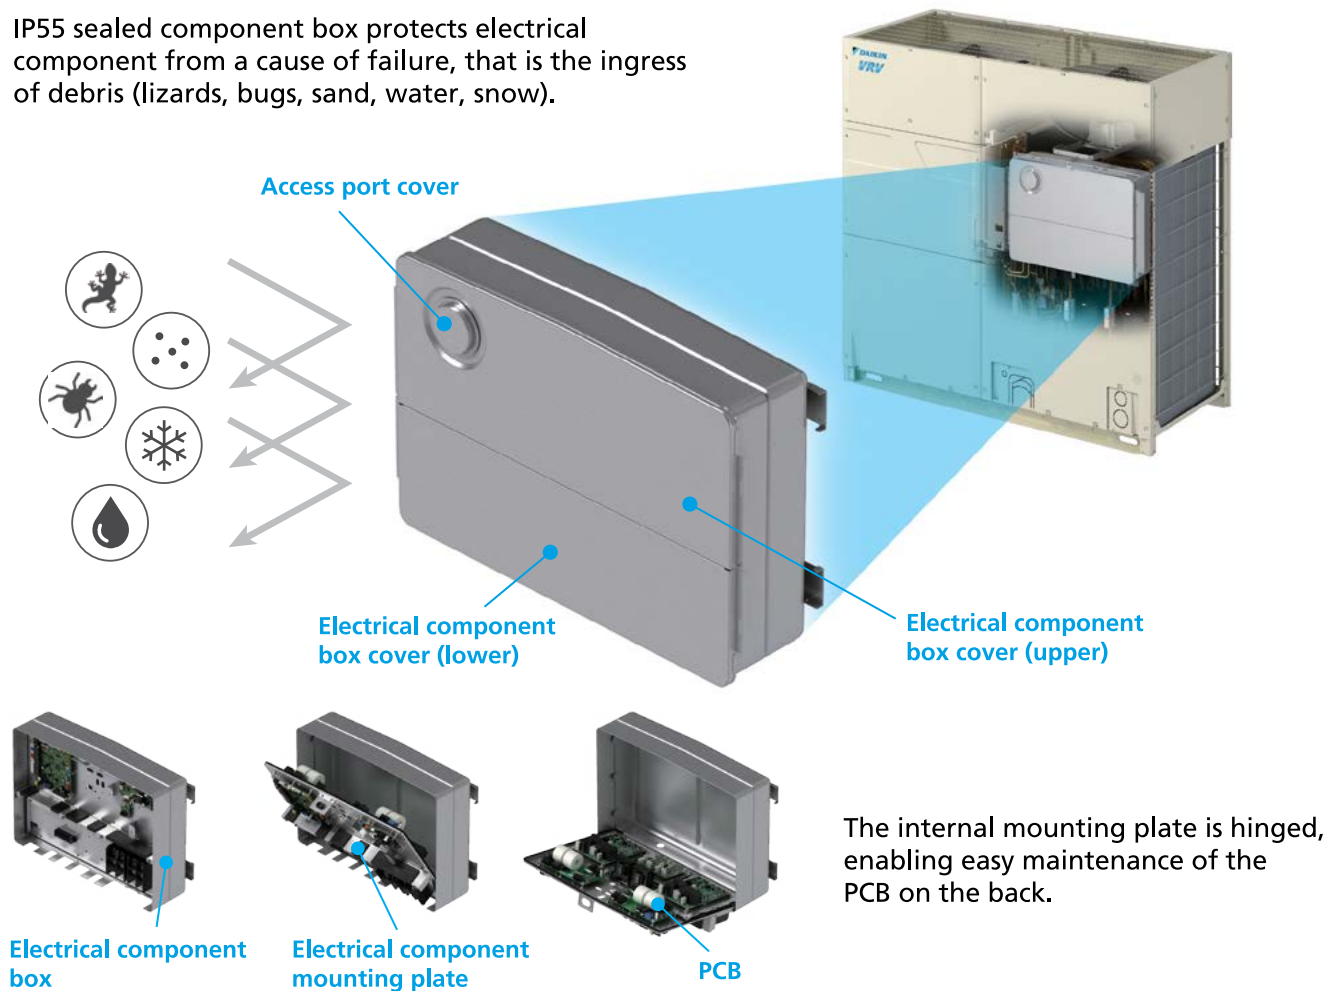 IP55 sealed component box protects electrical
component from a cause of failure, that is the ingress
of debris (lizards, bugs, sand, water, snow).
DAIKIN
VRV
Access port cover
Electrical component
box cover (lower)
Electrical component
box cover (upper)
Electrical component
box
Electrical component
mounting plate
PCB
The internal mounting plate is hinged,
enabling easy maintenance of the
PCB on the back.